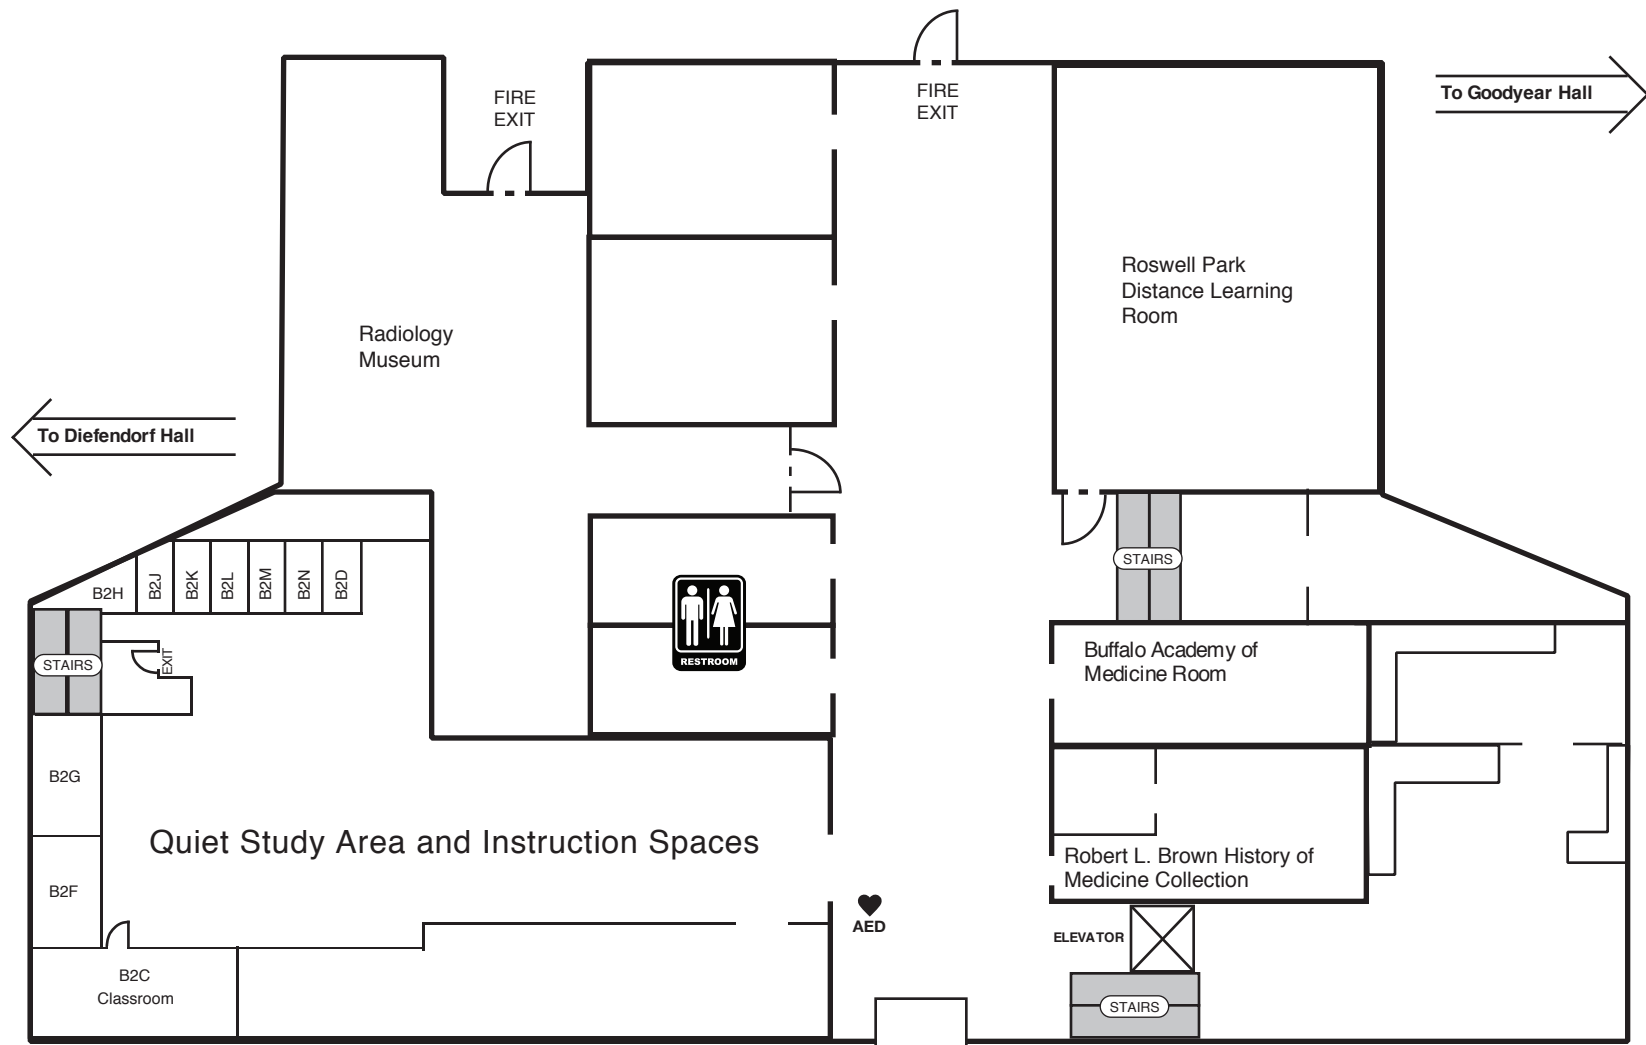 FIRE
EXIT
FIRE
EXIT
To Goodyear Hall
Roswell Park
Distance Learning
Room
Radiology
Museum
To Diefendorf Hall
STAIRS
B2H
B2J
B2K
B2L
B2M
B2N
B2D
STAIRS
EXIT
RESTROOM
Buffalo Academy of
Medicine Room
B2G
Quiet Study Area and Instruction Spaces
Robert L. Brown History of
Medicine Collection
B2F
AED
ELEVATOR
B2C
Classroom
STAIRS